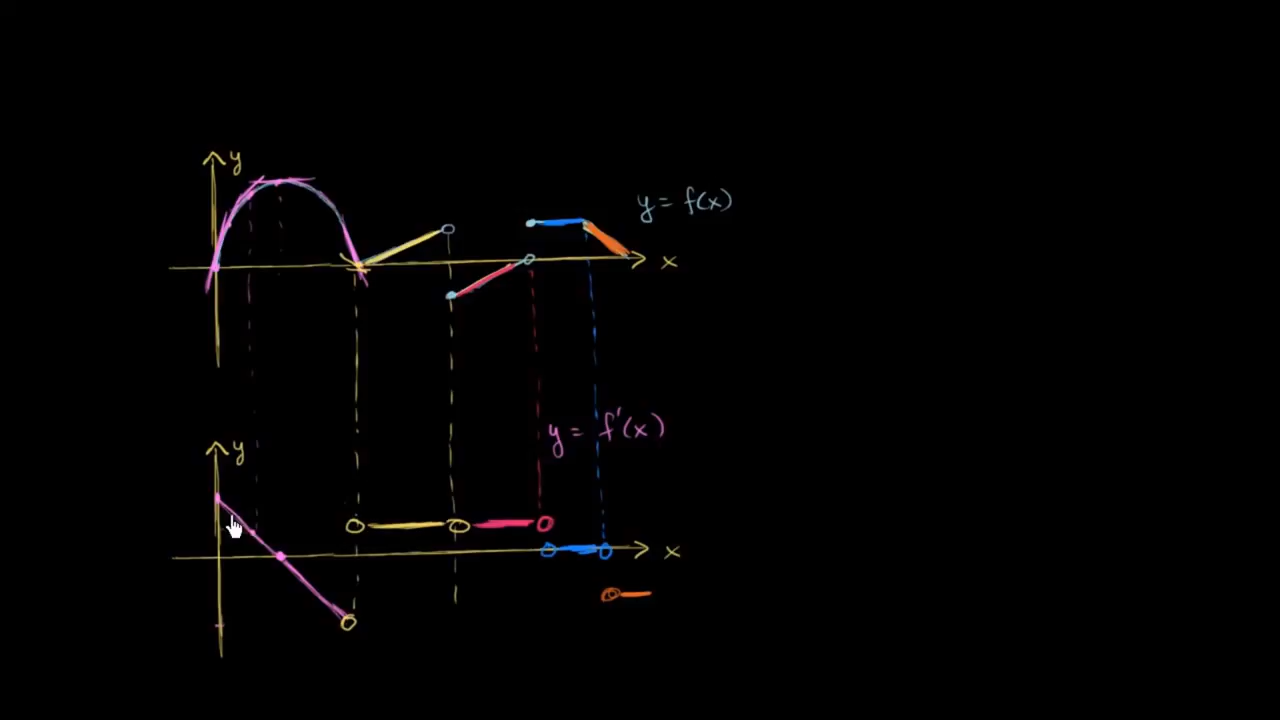 y
y = f(x)
x
y = f'(x)
y
x